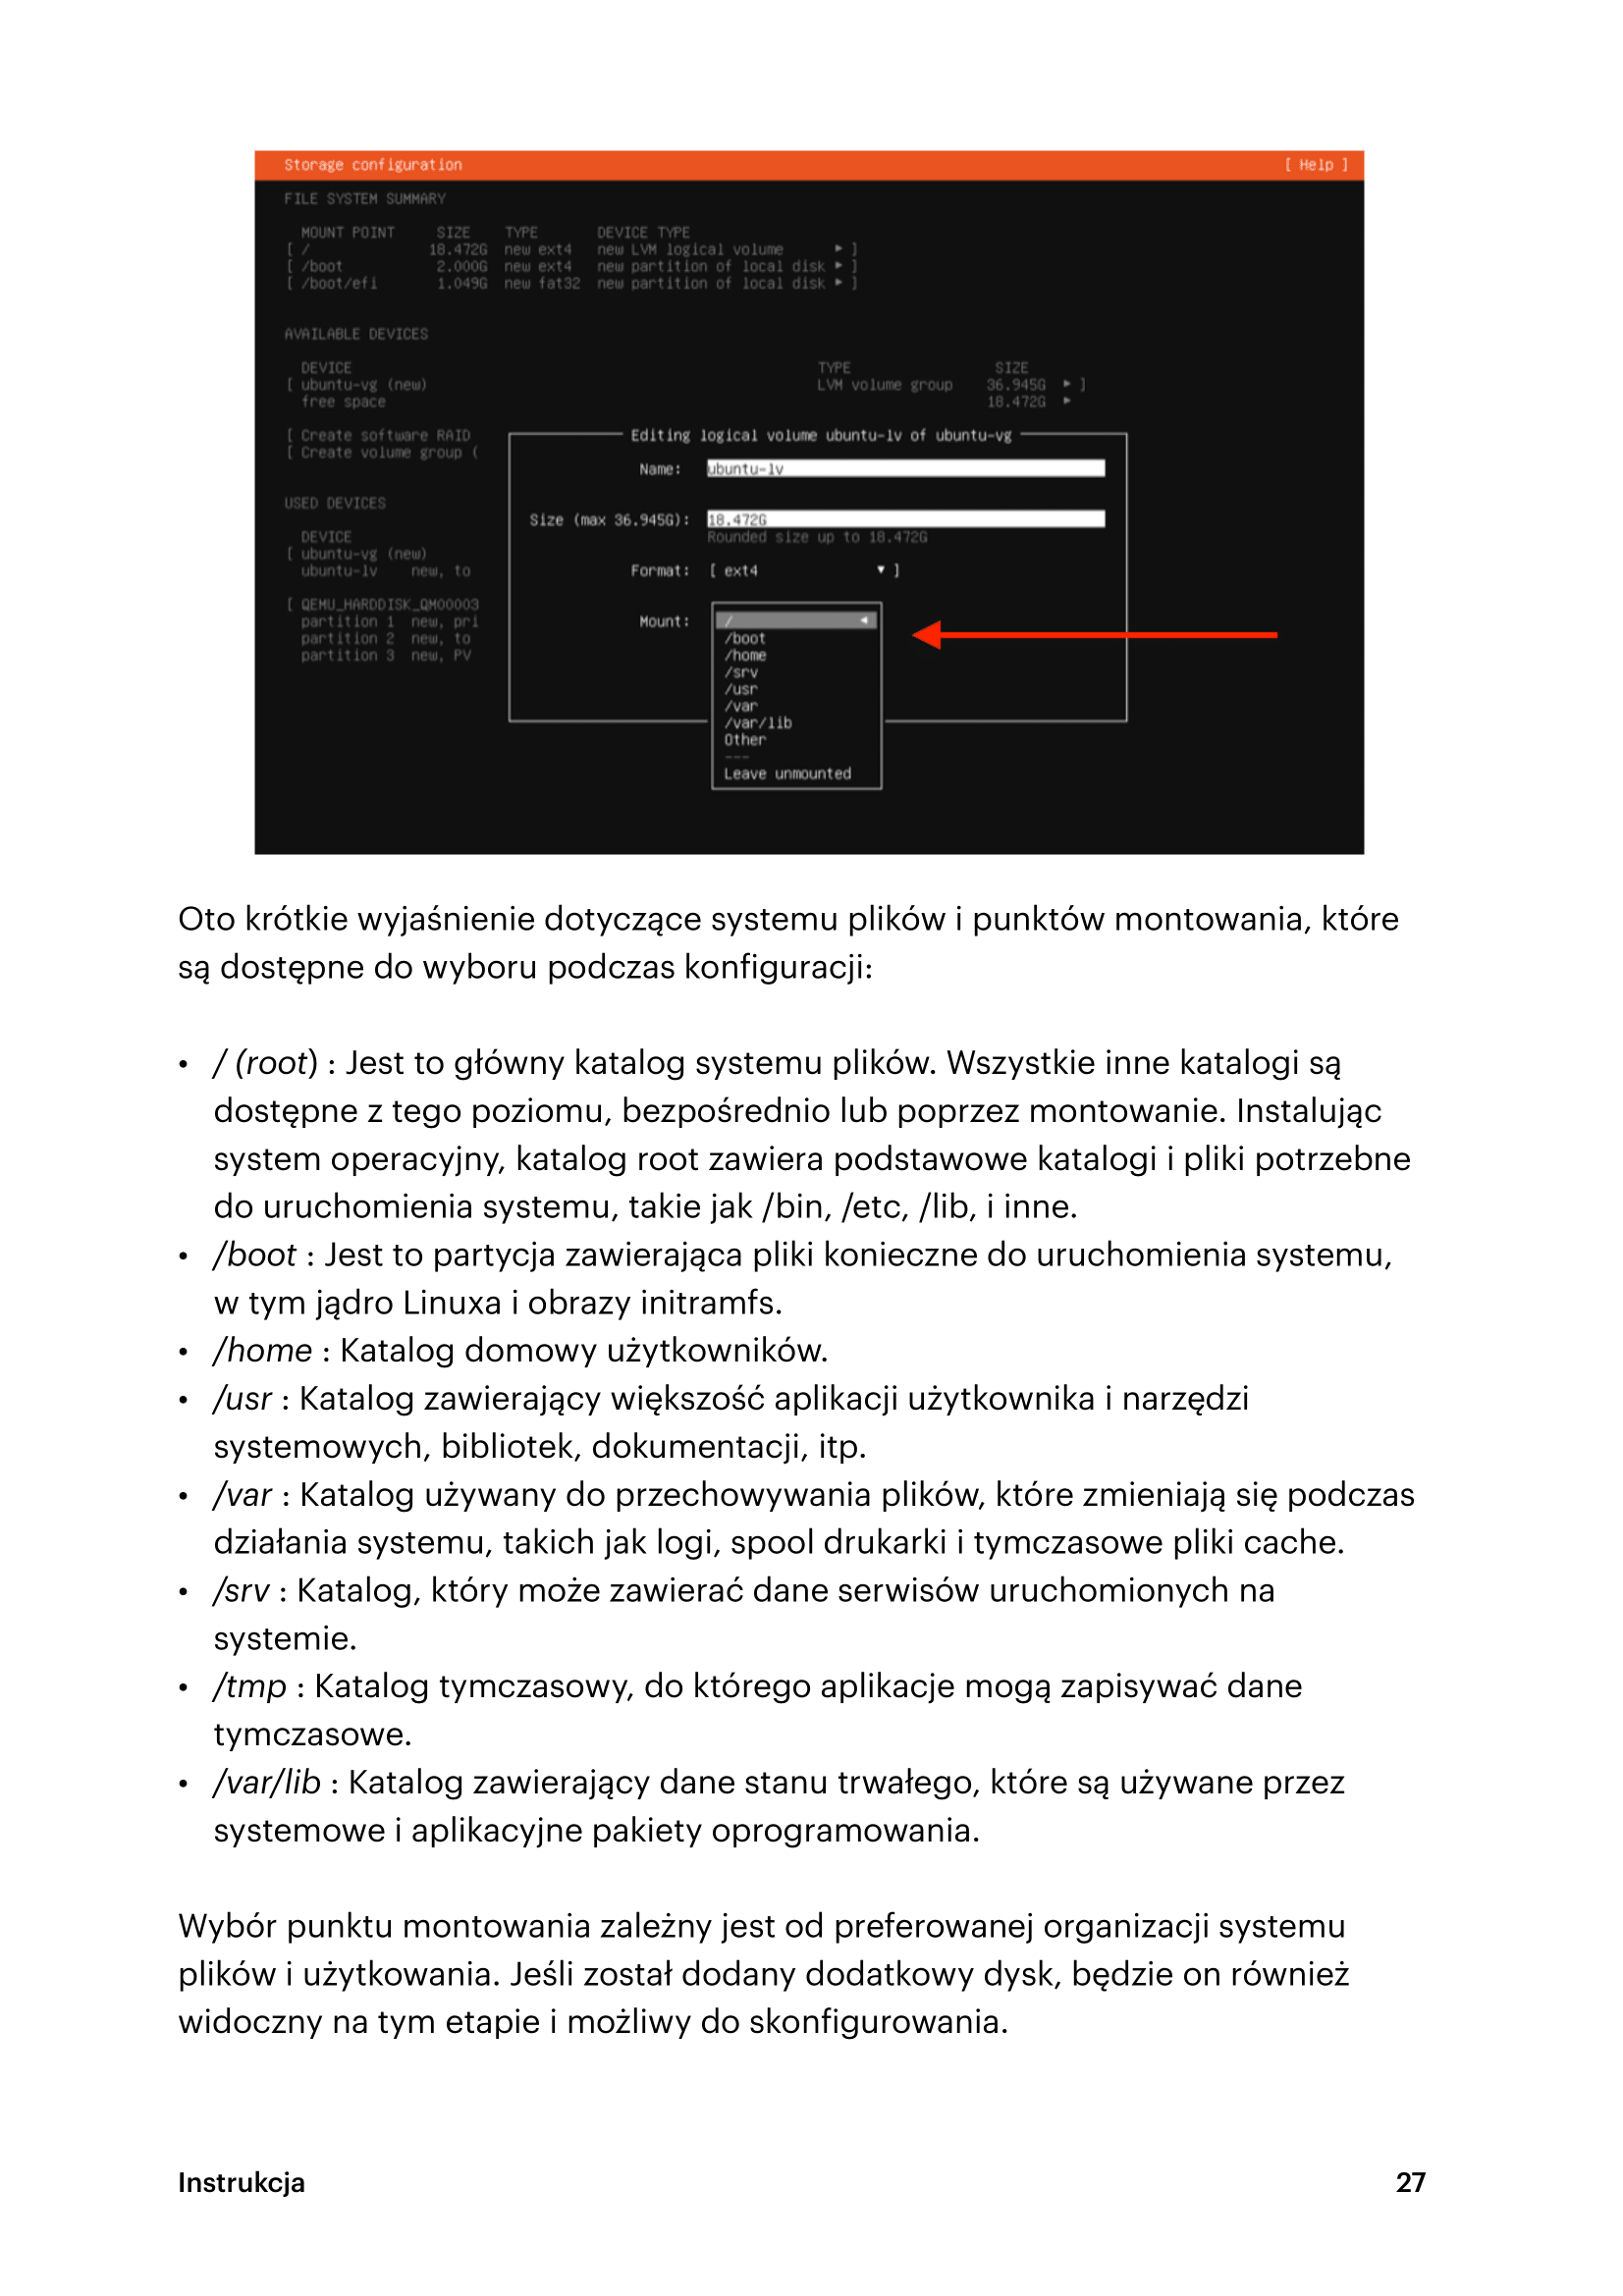 Storage configuration [ Help ]
FILE SYSTEM SUMMARY
MOUNT POINT SIZE TYPE DEVICE TYPE
[ / 18.472G new ext4 new LVM logical volume ▸ ]
[ /boot 2.000G new ext4 new partition of local disk ▸ ]
[ /boot/efi 1.049G new fat32 new partition of local disk ▸ ]
AVAILABLE DEVICES
DEVICE TYPE SIZE
[ ubuntu-vg (new) LVM volume group 36.945G ▸ ]
free space 18.472G ▸
[ Create software RAID
[ Create volume group (
USED DEVICES
DEVICE
[ ubuntu-vg (new)
ubuntu-lv new, to
[ QEMU_HARDDISK_QM00003
partition 1 new, pri
partition 2 new, to
partition 3 new, PV
Editing logical volume ubuntu-lv of ubuntu-vg
Name: ubuntu-lv
Size (max 36.945G): 18.472G
Rounded size up to 18.472G
Format: [ ext4 ▾ ]
Mount: / ◂
/boot
/home
/srv
/usr
/var
/var/lib
Other
---
Leave unmounted
Oto krótkie wyjaśnienie dotyczące systemu plików i punktów montowania, które
są dostępne do wyboru podczas konfiguracji:
• / (root) : Jest to główny katalog systemu plików. Wszystkie inne katalogi są
dostępne z tego poziomu, bezpośrednio lub poprzez montowanie. Instalując
system operacyjny, katalog root zawiera podstawowe katalogi i pliki potrzebne
do uruchomienia systemu, takie jak /bin, /etc, /lib, i inne.
• /boot : Jest to partycja zawierająca pliki konieczne do uruchomienia systemu,
w tym jądro Linuxa i obrazy initramfs.
• /home : Katalog domowy użytkowników.
• /usr : Katalog zawierający większość aplikacji użytkownika i narzędzi
systemowych, bibliotek, dokumentacji, itp.
• /var : Katalog używany do przechowywania plików, które zmieniają się podczas
działania systemu, takich jak logi, spool drukarki i tymczasowe pliki cache.
• /srv : Katalog, który może zawierać dane serwisów uruchomionych na
systemie.
• /tmp : Katalog tymczasowy, do którego aplikacje mogą zapisywać dane
tymczasowe.
• /var/lib : Katalog zawierający dane stanu trwałego, które są używane przez
systemowe i aplikacyjne pakiety oprogramowania.
Wybór punktu montowania zależny jest od preferowanej organizacji systemu
plików i użytkowania. Jeśli został dodany dodatkowy dysk, będzie on również
widoczny na tym etapie i możliwy do skonfigurowania.
Instrukcja 27